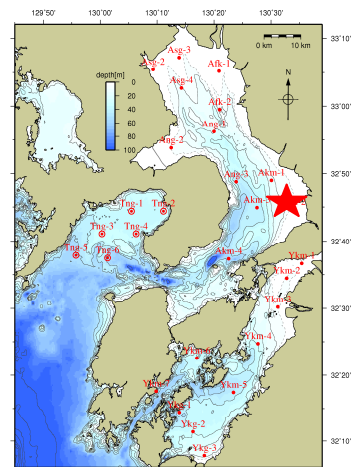 129°50' 130°00' 130°10' 130°20' 130°30'
33°10'
33°00'
32°50'
32°40'
32°30'
32°20'
32°10'
0 km 10 km
N
depth[m]
0
20
40
60
80
100
Asg-3
Asg-2
Afk-1
Asg-4
Afk-2
Ang-1
Ang-2
Ang-3
Akm-1
Tng-1
Tng-2
Tng-3
Tng-4
Tng-5
Tng-6
Akm-4
Ykm-1
Ykm-2
Ykm-3
Ykm-4
Ykm-5
Ykg-2
Ykg-3